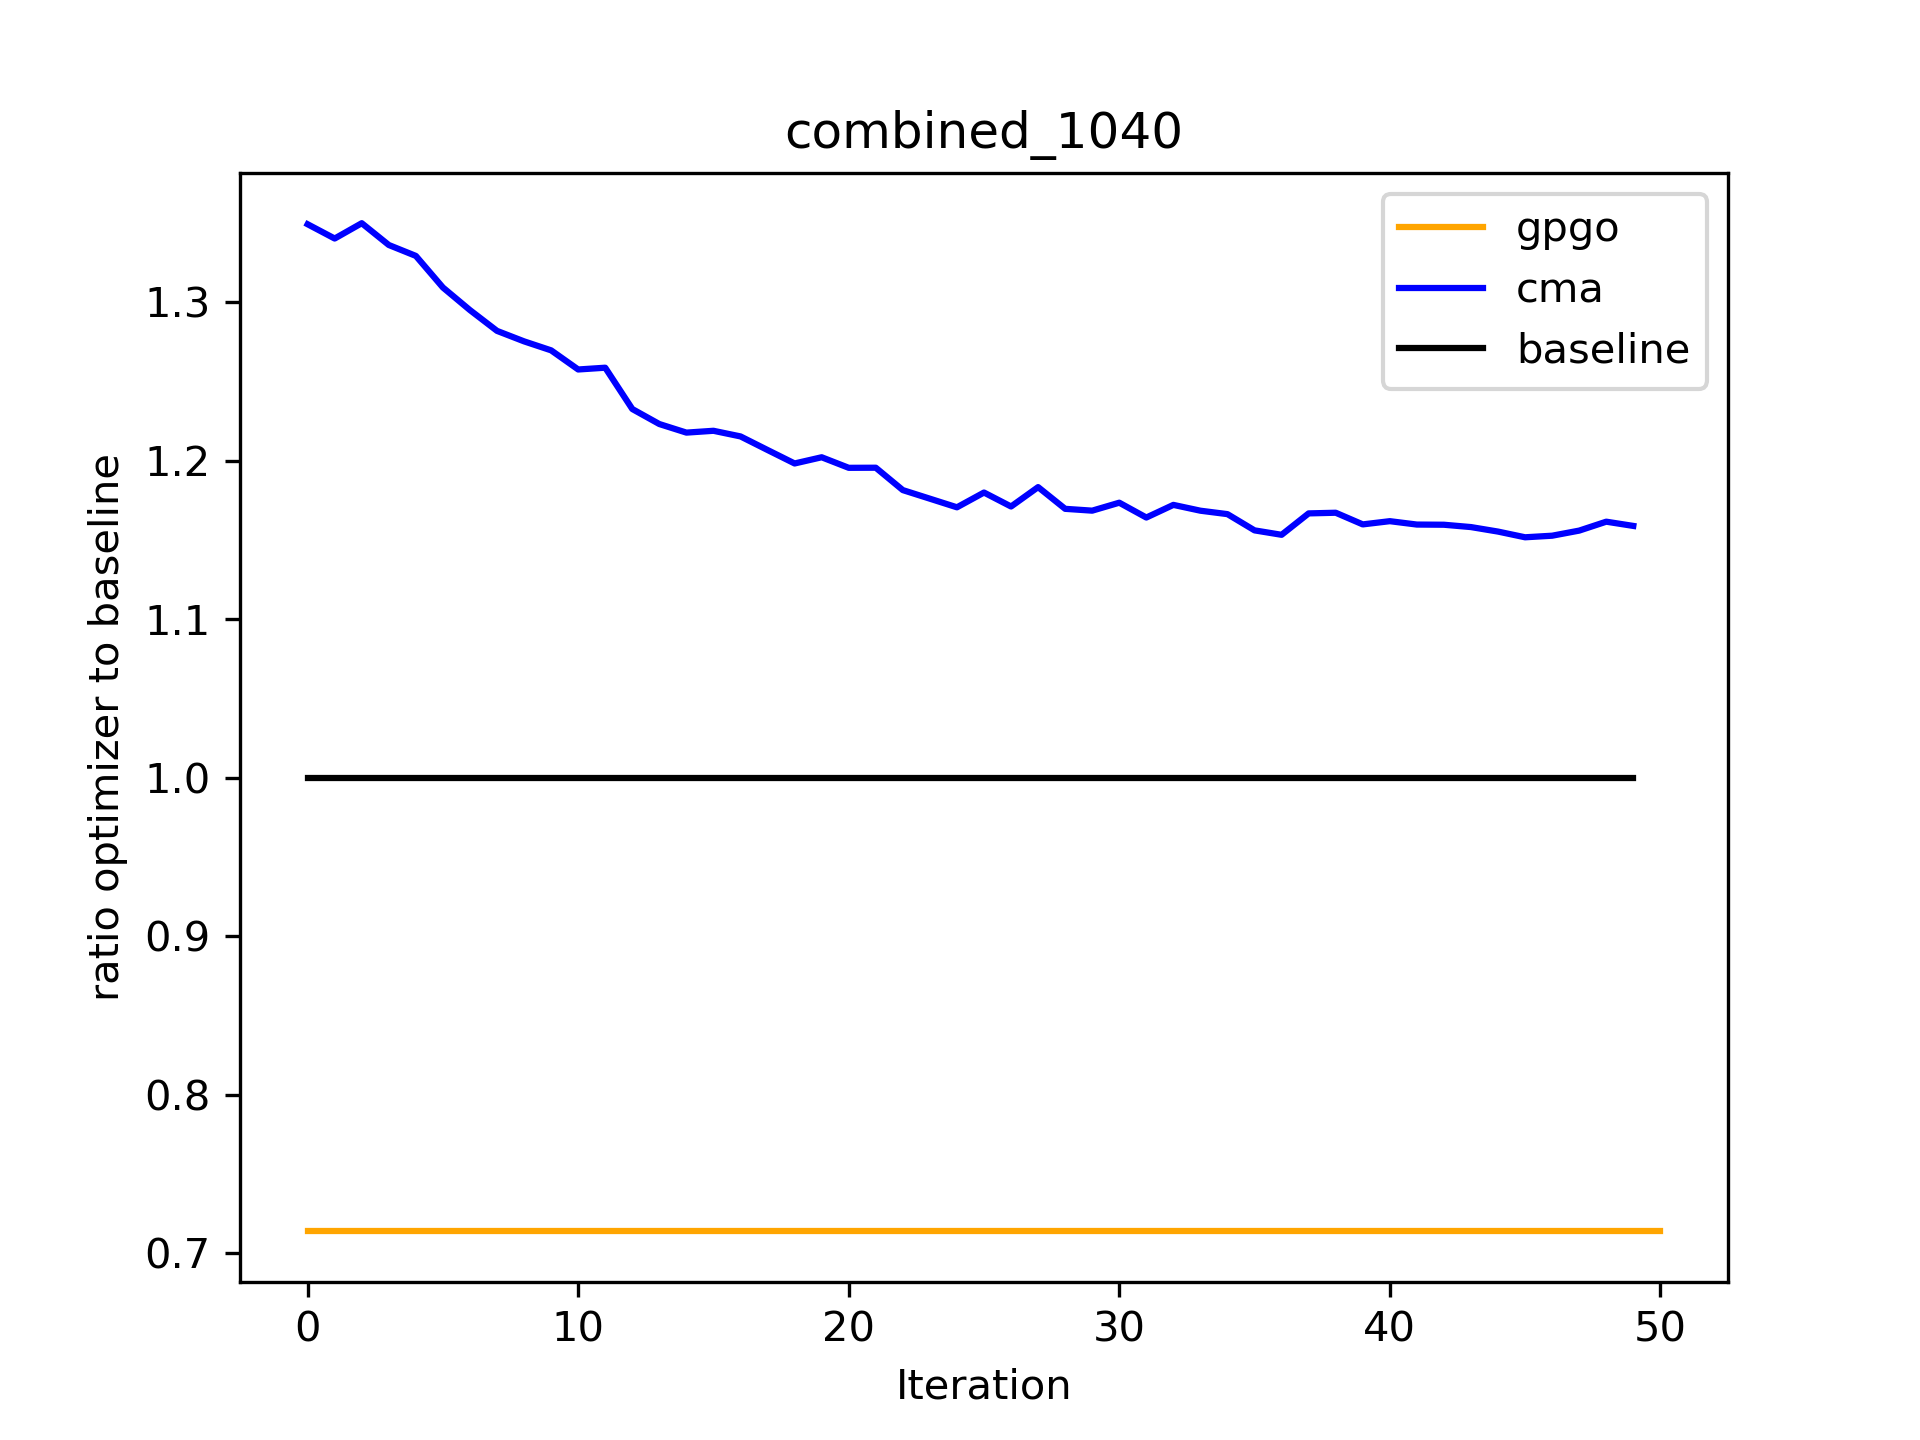 combined_1040
gpgo
cma
baseline
ratio optimizer to baseline
1.3
1.2
1.1
1.0
0.9
0.8
0.7
0 10 20 30 40 50
Iteration